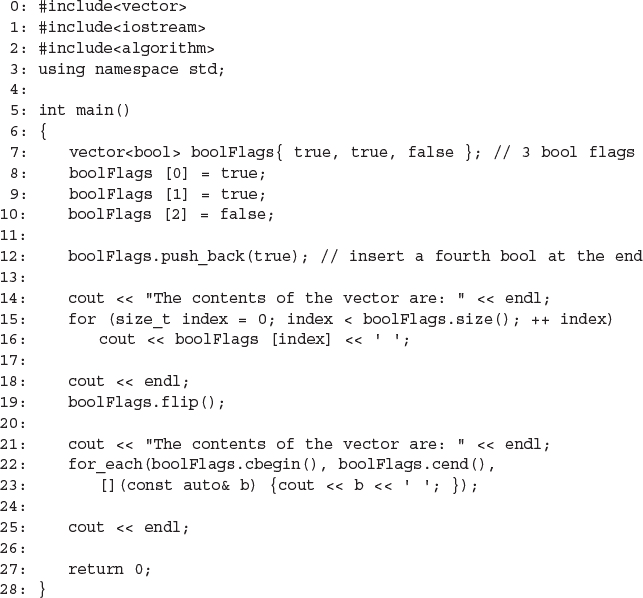 0: #include<vector>
1: #include<iostream>
2: #include<algorithm>
3: using namespace std;
4:
5: int main()
6: {
7:    vector<bool> boolFlags{ true, true, false }; // 3 bool flags
8:    boolFlags [0] = true;
9:    boolFlags [1] = true;
10:    boolFlags [2] = false;
11:
12:    boolFlags.push_back(true); // insert a fourth bool at the end
13:
14:    cout << "The contents of the vector are: " << endl;
15:    for (size_t index = 0; index < boolFlags.size(); ++ index)
16:       cout << boolFlags [index] << ' ';
17:
18:    cout << endl;
19:    boolFlags.flip();
20:
21:    cout << "The contents of the vector are: " << endl;
22:    for_each(boolFlags.cbegin(), boolFlags.cend(),
23:       [](const auto& b) {cout << b << ' '; });
24:
25:    cout << endl;
26:
27:    return 0;
28: }